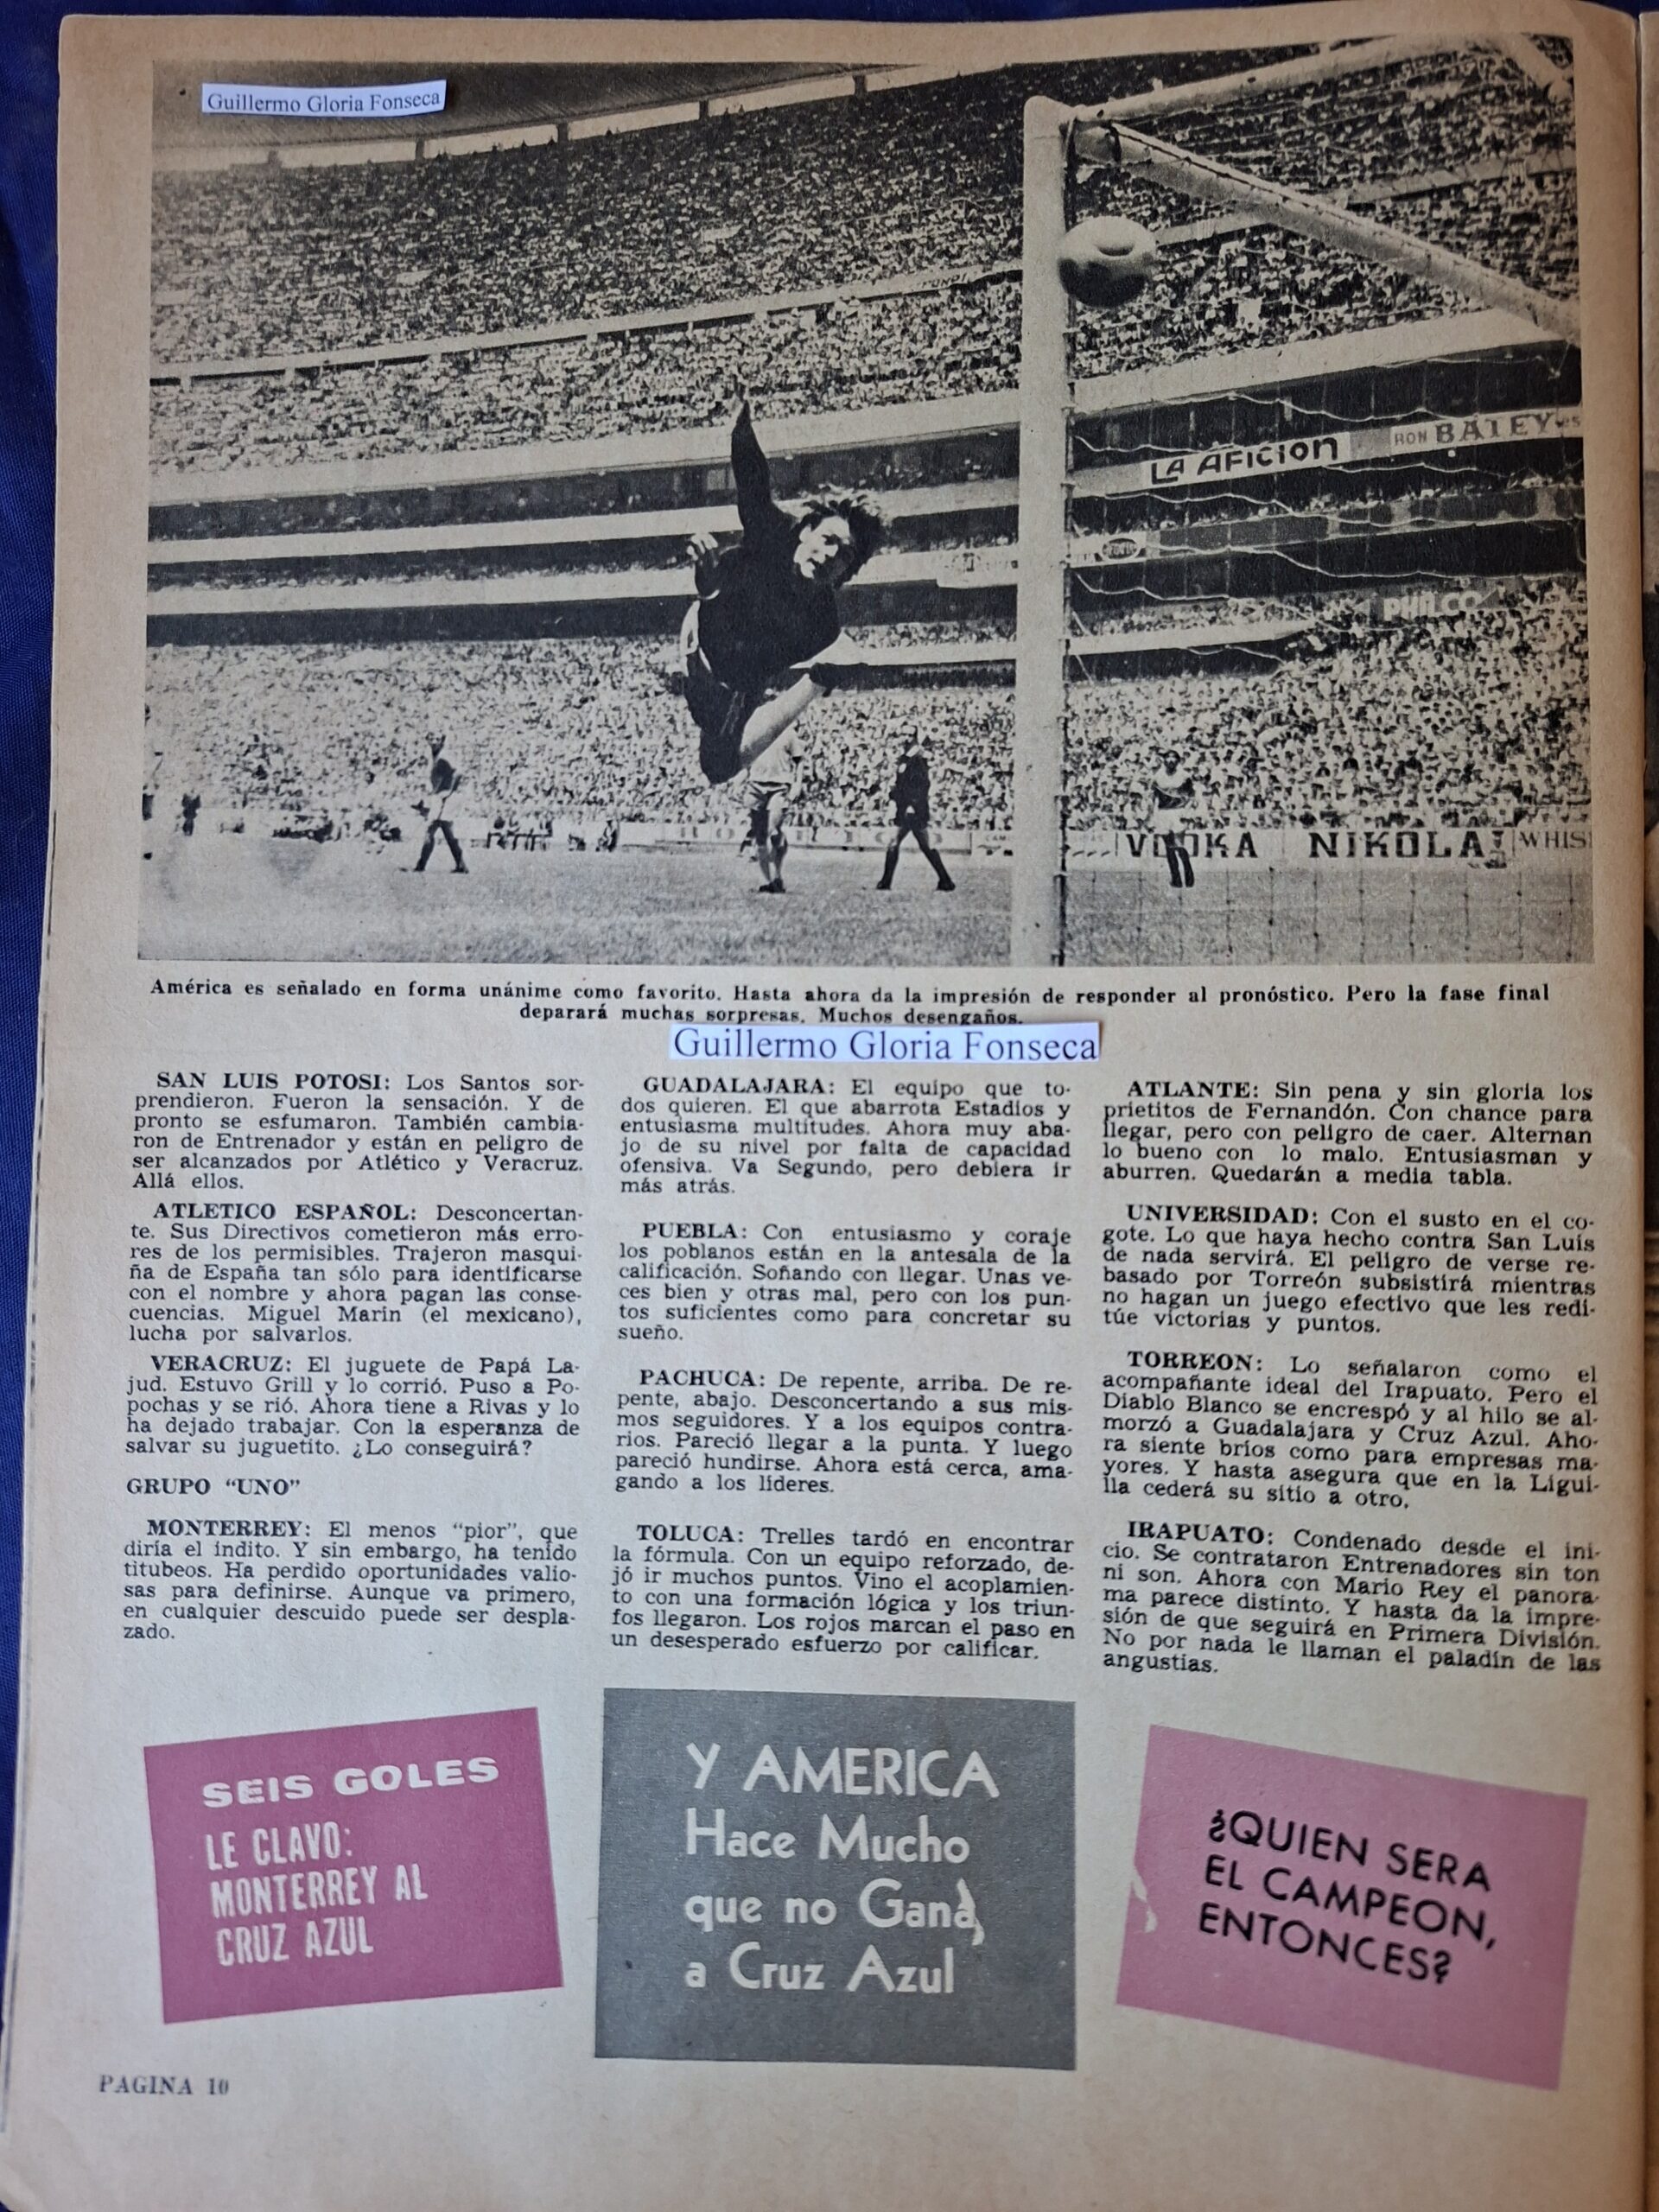 Guillermo Gloria Fonseca
LA AFICION
RON BATEY
PHILCO
VODKA NIKOLAI WHIS
América es señalado en forma unánime como favorito. Hasta ahora da la impresión de responder al pronóstico. Pero la fase final
deparará muchas sorpresas. Muchos desengaños.
Guillermo Gloria Fonseca
SAN LUIS POTOSI: Los Santos sor-
prendieron. Fueron la sensación. Y de
pronto se esfumaron. También cambia-
ron de Entrenador y están en peligro de
ser alcanzados por Atlético y Veracruz.
Allá ellos.
ATLETICO ESPAÑOL: Desconcertan-
te. Sus Directivos cometieron más erro-
res de los permisibles. Trajeron masqui-
ña de España tan sólo para identificarse
con el nombre y ahora pagan las conse-
cuencias. Miguel Marin (el mexicano),
lucha por salvarlos.
VERACRUZ: El juguete de Papá La-
jud. Estuvo Grill y lo corrió. Puso a Po-
pochas y se rió. Ahora tiene a Rivas y lo
ha dejado trabajar. Con la esperanza de
salvar su juguetito. ¿Lo conseguirá?
GRUPO "UNO"
MONTERREY: El menos "pior", que
diría el indito. Y sin embargo, ha tenido
titubeos. Ha perdido oportunidades valio-
sas para definirse. Aunque va primero,
en cualquier descuido puede ser despla-
zado.
GUADALAJARA: El equipo que to-
dos quieren. El que abarrota Estadios y
entusiasma multitudes. Ahora muy aba-
jo de su nivel por falta de capacidad
ofensiva. Va Segundo, pero debiera ir
más atrás.
PUEBLA: Con entusiasmo y coraje
los poblanos están en la antesala de la
calificación. Soñando con llegar. Unas ve-
ces bien y otras mal, pero con los pun-
tos suficientes como para concretar su
sueño.
PACHUCA: De repente, arriba. De re-
pente, abajo. Desconcertando a sus mis-
mos seguidores. Y a los equipos contra-
rios. Pareció llegar a la punta. Y luego
pareció hundirse. Ahora está cerca, ama-
gando a los líderes.
TOLUCA: Trelles tardó en encontrar
la fórmula. Con un equipo reforzado, de-
jó ir muchos puntos. Vino el acoplamien-
to con una formación lógica y los triun-
fos llegaron. Los rojos marcan el paso en
un desesperado esfuerzo por calificar.
ATLANTE: Sin pena y sin gloria los
prietitos de Fernandón. Con chance para
llegar, pero con peligro de caer. Alternan
lo bueno con lo malo. Entusiasman y
aburren. Quedarán a media tabla.
UNIVERSIDAD: Con el susto en el co-
gote. Lo que haya hecho contra San Luis
de nada servirá. El peligro de verse re-
basado por Torreón subsistirá mientras
no hagan un juego efectivo que les redi-
túe victorias y puntos.
TORREON: Lo señalaron como el
acompañante ideal del Irapuato. Pero el
Diablo Blanco se encrespó y al hilo se al-
morzó a Guadalajara y Cruz Azul. Aho-
ra siente bríos como para empresas ma-
yores. Y hasta asegura que en la Ligui-
lla cederá su sitio a otro.
IRAPUATO: Condenado desde el ini-
cio. Se contrataron Entrenadores sin ton
ni son. Ahora con Mario Rey el panora-
ma parece distinto. Y hasta da la impre-
sión de que seguirá en Primera División.
No por nada le llaman el paladín de las
angustias.
SEIS GOLES
LE CLAVO:
MONTERREY AL
CRUZ AZUL
Y AMERICA
Hace Mucho
que no Gana
a Cruz Azul
¿QUIEN SERA
EL CAMPEON,
ENTONCES?
PAGINA 10